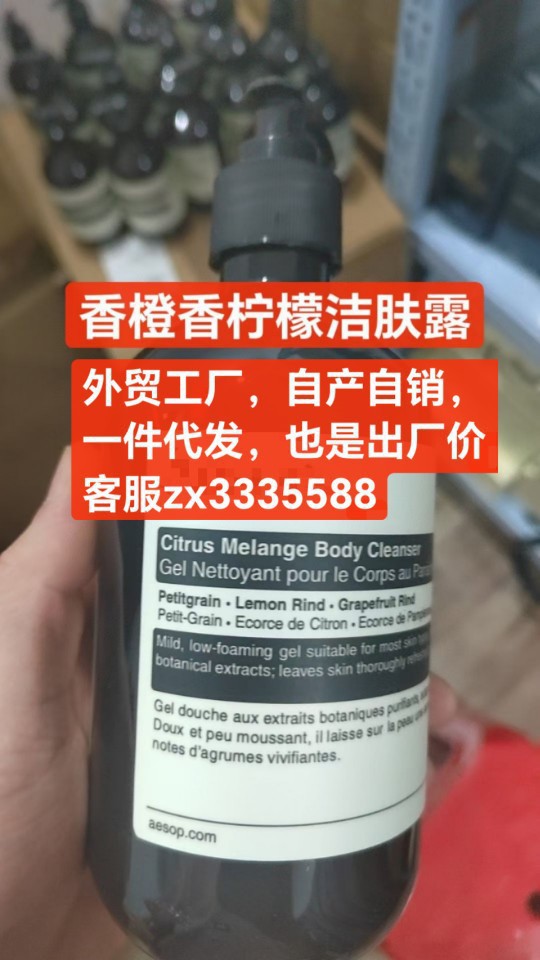 香橙香柠檬洁肤露
外贸工厂，自产自销，
一件代发，也是出厂价
客服zx3335588
Citrus Melange Body Cleanser
Gel Nettoyant pour le Corps au
Petitgrain • Lemon Rind • Grapefruit Rind
Petit-Grain • Ecorce de Citron • Ecorce de
Mild, low-foaming gel suitable for most skin
botanical extracts; leaves skin thoroughly
Gel douche aux extraits botaniques purifiants,
Doux et peu moussant, il laisse sur la peau une
notes d'agrumes vivifiantes.
aesop.com